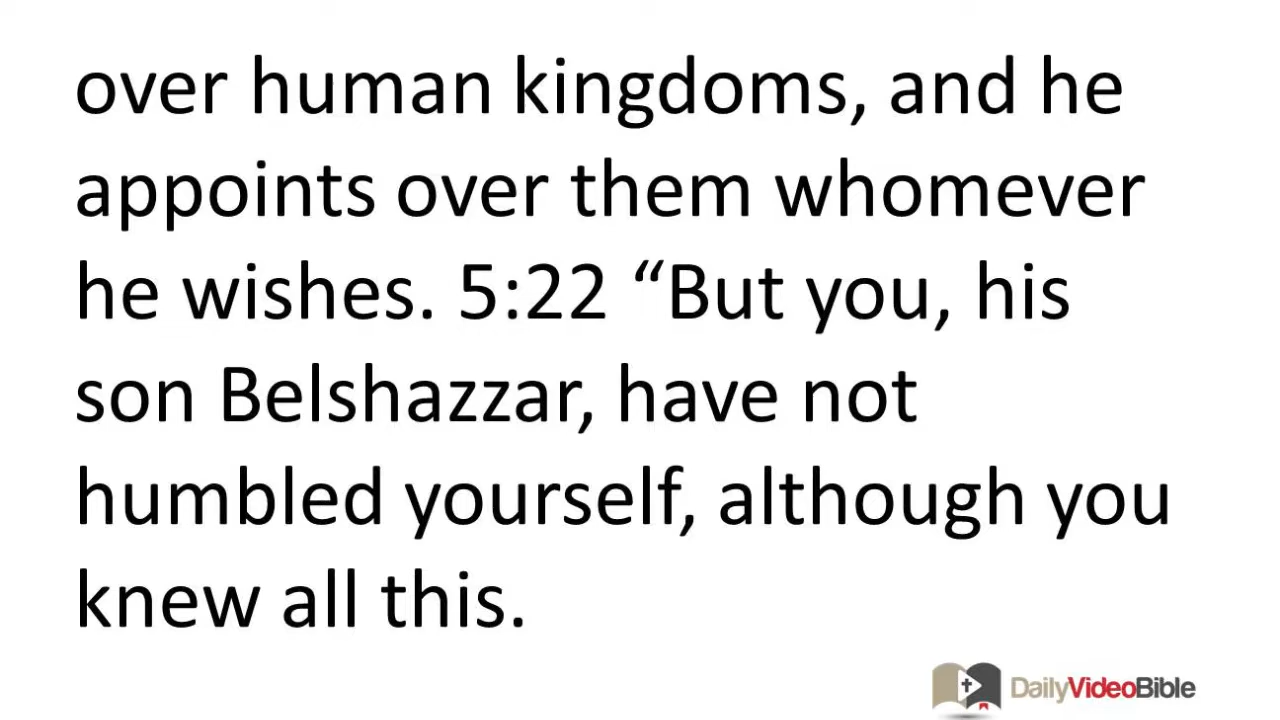 over human kingdoms, and he
appoints over them whomever
he wishes. 5:22 “But you, his
son Belshazzar, have not
humbled yourself, although you
knew all this.
DailyVideoBible